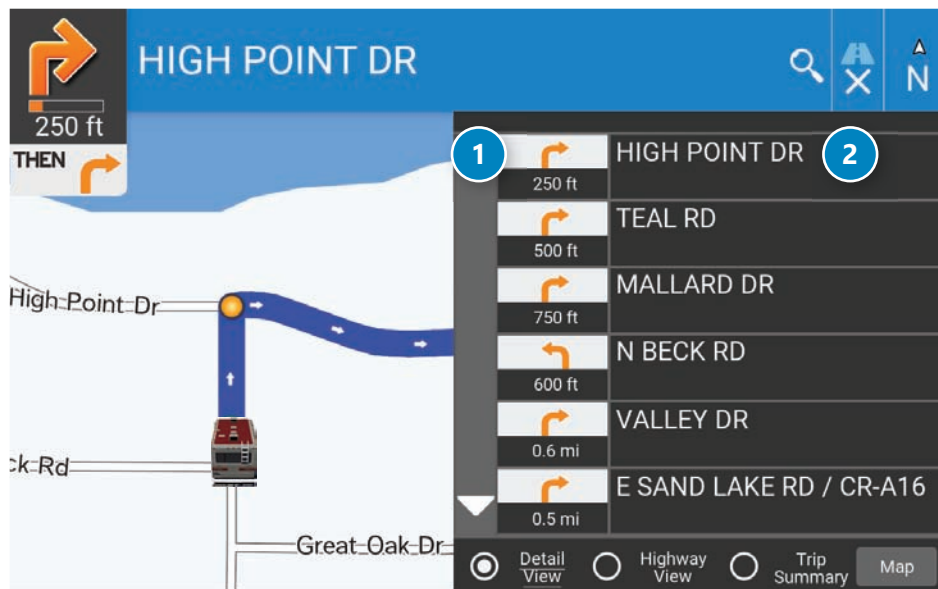 HIGH POINT DR
N
250 ft
THEN
1
HIGH POINT DR
2
250 ft
TEAL RD
500 ft
MALLARD DR
750 ft
N BECK RD
600 ft
VALLEY DR
0.6 mi
E SAND LAKE RD / CR-A16
0.5 mi
High Point Dr
ck Rd
Great Oak Dr
Detail
View
Highway
View
Trip
Summary
Map